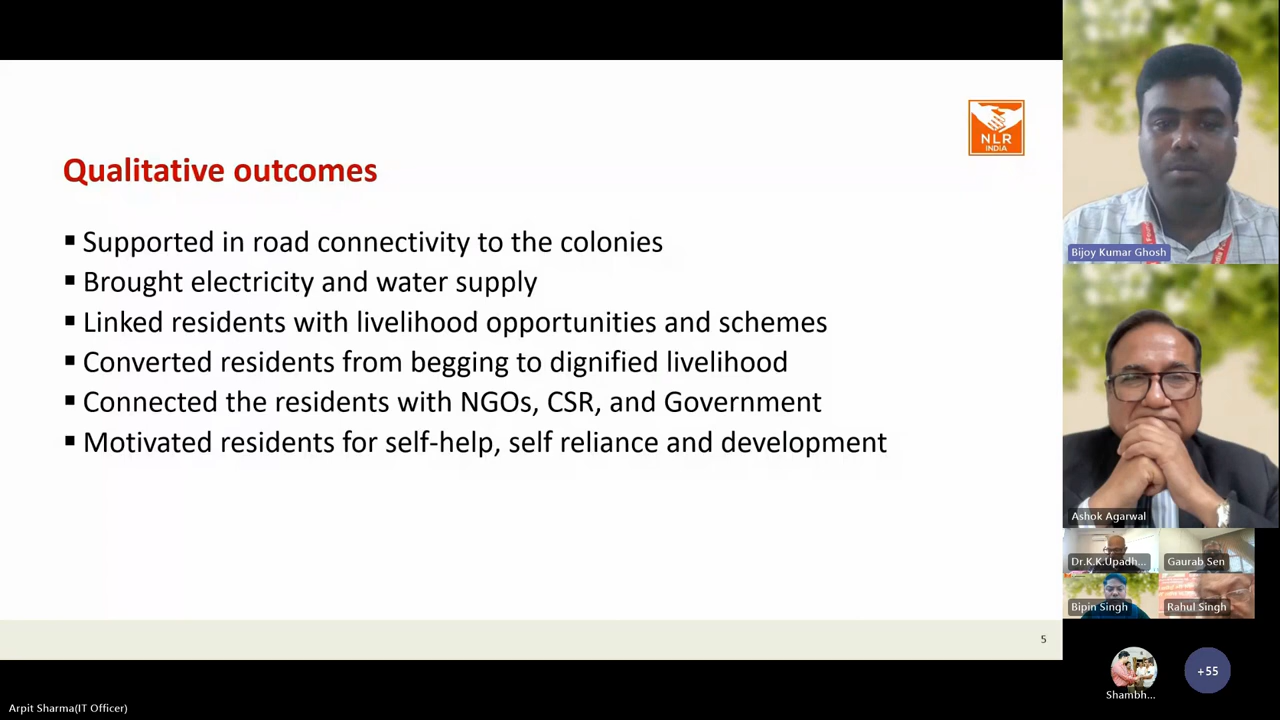 NLR
INDIA
Qualitative outcomes
Supported in road connectivity to the colonies
Brought electricity and water supply
Linked residents with livelihood opportunities and schemes
Converted residents from begging to dignified livelihood
Connected the residents with NGOs, CSR, and Government
Motivated residents for self-help, self reliance and development
5
Bijoy Kumar Ghosh
Ashok Agarwal
Dr.K.K.Upadh...
Gaurab Sen
Bipin Singh
Rahul Singh
Shambh...
+55
Arpit Sharma(IT Officer)